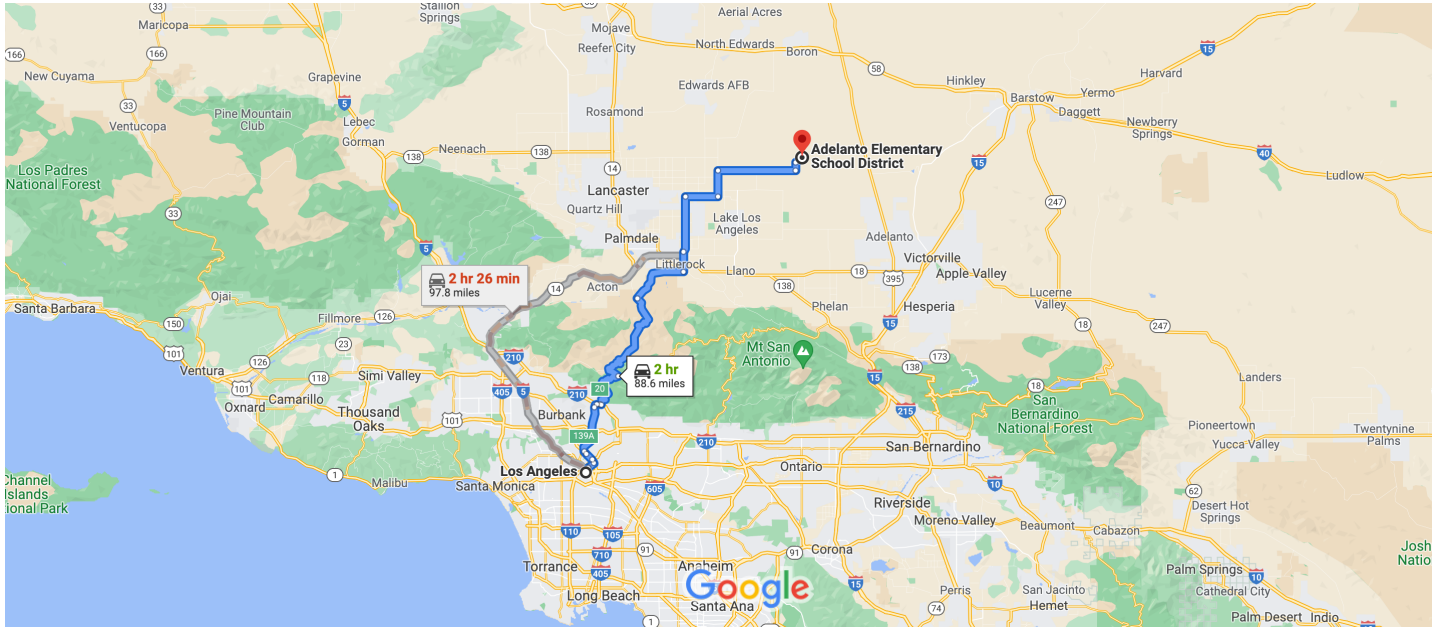 Stallion
Springs
Aerial Acres
33
Maricopa
Mojave
Reefer City
North Edwards
Boron
15
166
166
58
New Cuyama
Grapevine
Edwards AFB
Hinkley
Harvard
5
Barstow
Yermo
33
Pine Mountain
Club
Lebec
Rosamond
Daggett
Newberry
Springs
Ventucopa
Gorman
Neenach
138
138
Adelanto Elementary
School District
15
40
Los Padres
National Forest
14
Ludlow
Lancaster
Quartz Hill
247
33
Lake Los
Angeles
Palmdale
Adelanto
5
Littlerock
Llano
18
395
Victorville
Apple Valley
2 hr 26 min
97.8 miles
14
Acton
138
Lucerne
Valley
Ojai
Phelan
Hesperia
Santa Barbara
Fillmore
126
15
18
247
150
101
23
210
Mt San
Antonio
173
126
138
Ventura
118
Simi Valley
2 hr
88.6 miles
15
Landers
101
Camarillo
405
5
210
20
18
San
Bernardino
National Forest
Oxnard
Thousand
Oaks
101
Burbank
215
Pioneertown
139A
210
San Bernardino
Yucca Valley
Twentynine
Palms
1
Malibu
Los Angeles
Santa Monica
Ontario
10
Channel
Islands
ional Park
605
62
Riverside
Desert Hot
Springs
110
105
Moreno Valley
Beaumont
Cabazon
710
91
91
Corona
Josh
Natio
Torrance
405
Anaheim
15
Palm Springs
10
Cathedral City
Google
Long Beach
Perris
San Jacinto
Hemet
Santa Ana
74
1
Palm Desert
Indio